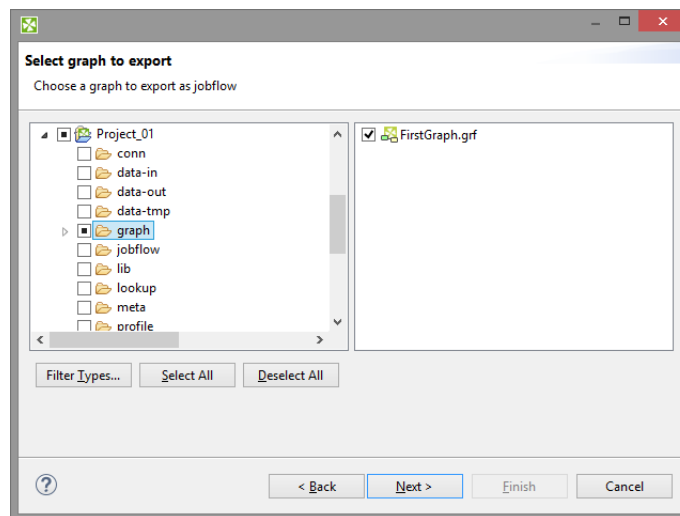 Select graph to export
Choose a graph to export as jobflow
Project_01
conn
data-in
data-out
data-tmp
graph
jobflow
lib
lookup
meta
profile
FirstGraph.grf
Filter Types...
Select All
Deselect All
?
< Back
Next >
Finish
Cancel